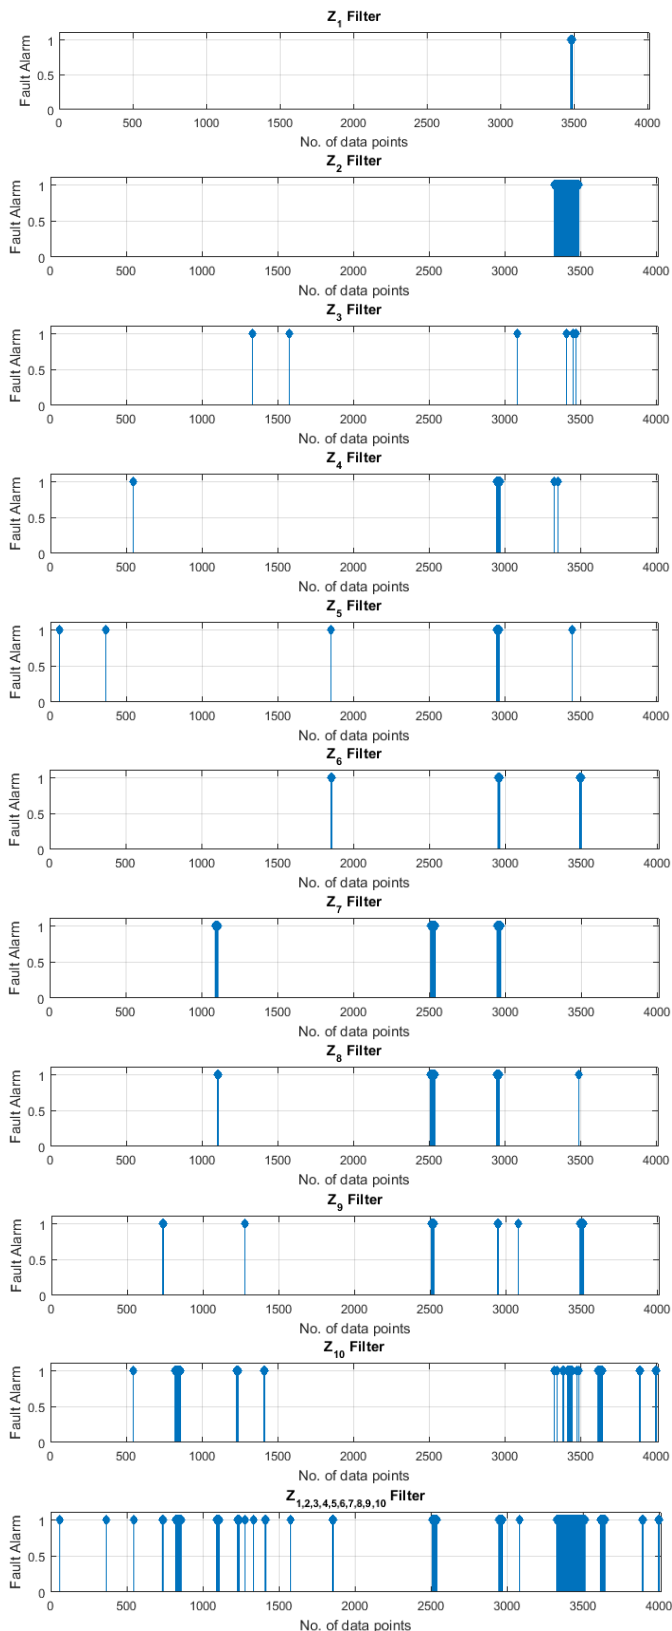 Z1 Filter
Fault Alarm
1
0.5
0
0 500 1000 1500 2000 2500 3000 3500 4000
No. of data points
Z2 Filter
Fault Alarm
1
0.5
0
0 500 1000 1500 2000 2500 3000 3500 4000
No. of data points
Z3 Filter
Fault Alarm
1
0.5
0
0 500 1000 1500 2000 2500 3000 3500 4000
No. of data points
Z4 Filter
Fault Alarm
1
0.5
0
0 500 1000 1500 2000 2500 3000 3500 4000
No. of data points
Z5 Filter
Fault Alarm
1
0.5
0
0 500 1000 1500 2000 2500 3000 3500 4000
No. of data points
Z6 Filter
Fault Alarm
1
0.5
0
0 500 1000 1500 2000 2500 3000 3500 4000
No. of data points
Z7 Filter
Fault Alarm
1
0.5
0
0 500 1000 1500 2000 2500 3000 3500 4000
No. of data points
Z8 Filter
Fault Alarm
1
0.5
0
0 500 1000 1500 2000 2500 3000 3500 4000
No. of data points
Z9 Filter
Fault Alarm
1
0.5
0
0 500 1000 1500 2000 2500 3000 3500 4000
No. of data points
Z10 Filter
Fault Alarm
1
0.5
0
0 500 1000 1500 2000 2500 3000 3500 4000
No. of data points
Z1,2,3,4,5,6,7,8,9,10 Filter
Fault Alarm
1
0.5
0
0 500 1000 1500 2000 2500 3000 3500 4000
No. of data points